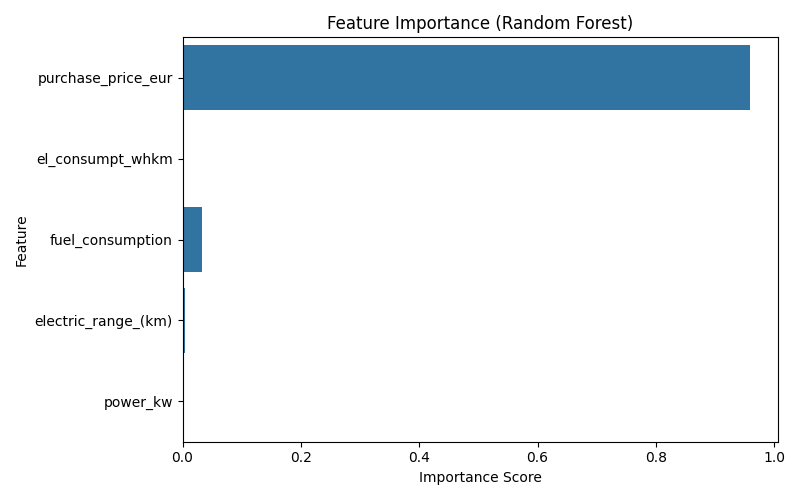 Feature Importance (Random Forest)
purchase_price_eur
el_consumpt_whkm
fuel_consumption
electric_range_(km)
power_kw
Feature
0.0 0.2 0.4 0.6 0.8 1.0
Importance Score